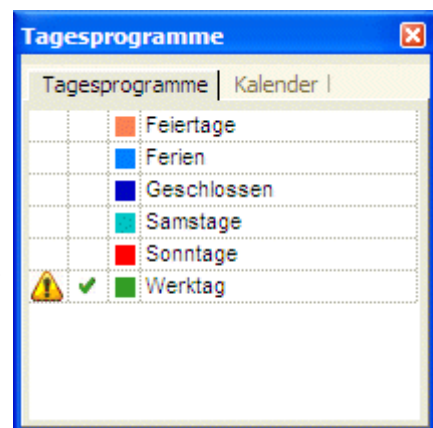 Tagesprogramme
Tagesprogramme Kalender
Feiertage
Ferien
Geschlossen
Samstage
Sonntage
Werktag